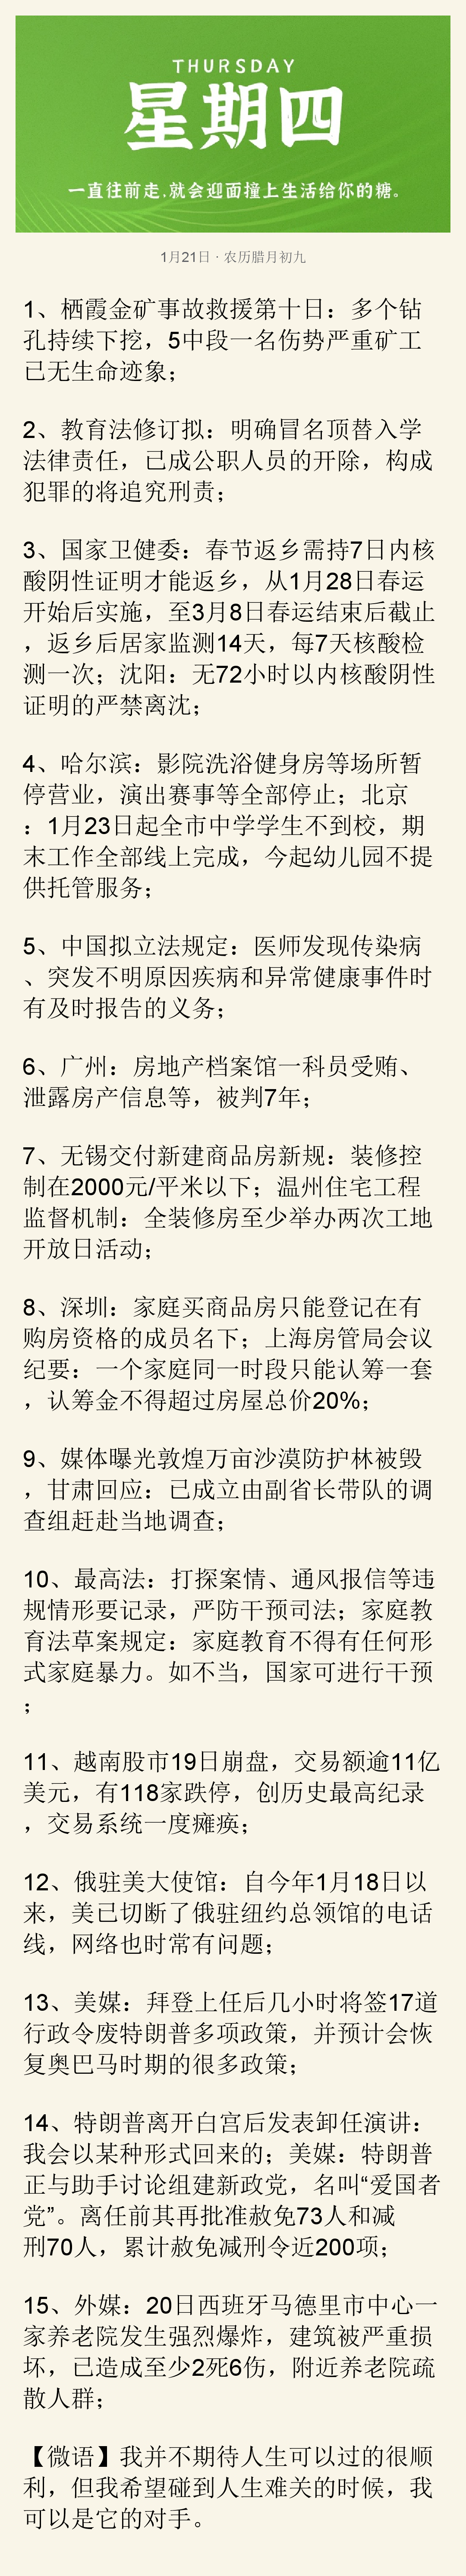 THURSDAY
星期四
一直往前走,就会迎面撞上生活给你的糖。
1月21日 · 农历腊月初九
1、栖霞金矿事故救援第十日：多个钻
孔持续下挖，5中段一名伤势严重矿工
已无生命迹象；
2、教育法修订拟：明确冒名顶替入学
法律责任，已成公职人员的开除，构成
犯罪的将追究刑责；
3、国家卫健委：春节返乡需持7日内核
酸阴性证明才能返乡，从1月28日春运
开始后实施，至3月8日春运结束后截止
，返乡后居家监测14天，每7天核酸检
测一次；沈阳：无72小时以内核酸阴性
证明的严禁离沈；
4、哈尔滨：影院洗浴健身房等场所暂
停营业，演出赛事等全部停止；北京
：1月23日起全市中学学生不到校，期
末工作全部线上完成，今起幼儿园不提
供托管服务；
5、中国拟立法规定：医师发现传染病
、突发不明原因疾病和异常健康事件时
有及时报告的义务；
6、广州：房地产档案馆一科员受贿、
泄露房产信息等，被判7年；
7、无锡交付新建商品房新规：装修控
制在2000元/平米以下；温州住宅工程
监督机制：全装修房至少举办两次工地
开放日活动；
8、深圳：家庭买商品房只能登记在有
购房资格的成员名下；上海房管局会议
纪要：一个家庭同一时段只能认筹一套
，认筹金不得超过房屋总价20%；
9、媒体曝光敦煌万亩沙漠防护林被毁
，甘肃回应：已成立由副省长带队的调
查组赶赴当地调查；
10、最高法：打探案情、通风报信等违
规情形要记录，严防干预司法；家庭教
育法草案规定：家庭教育不得有任何形
式家庭暴力。如不当，国家可进行干预
；
11、越南股市19日崩盘，交易额逾11亿
美元，有118家跌停，创历史最高纪录
，交易系统一度瘫痪；
12、俄驻美大使馆：自今年1月18日以
来，美已切断了俄驻纽约总领馆的电话
线，网络也时常有问题；
13、美媒：拜登上任后几小时将签17道
行政令废特朗普多项政策，并预计会恢
复奥巴马时期的很多政策；
14、特朗普离开白宫后发表卸任演讲：
我会以某种形式回来的；美媒：特朗普
正与助手讨论组建新政党，名叫“爱国者
党”。离任前其再批准赦免73人和减
刑70人，累计赦免减刑令近200项；
15、外媒：20日西班牙马德里市中心一
家养老院发生强烈爆炸，建筑被严重损
坏，已造成至少2死6伤，附近养老院疏
散人群；
【微语】我并不期待人生可以过的很顺
利，但我希望碰到人生难关的时候，我
可以是它的对手。